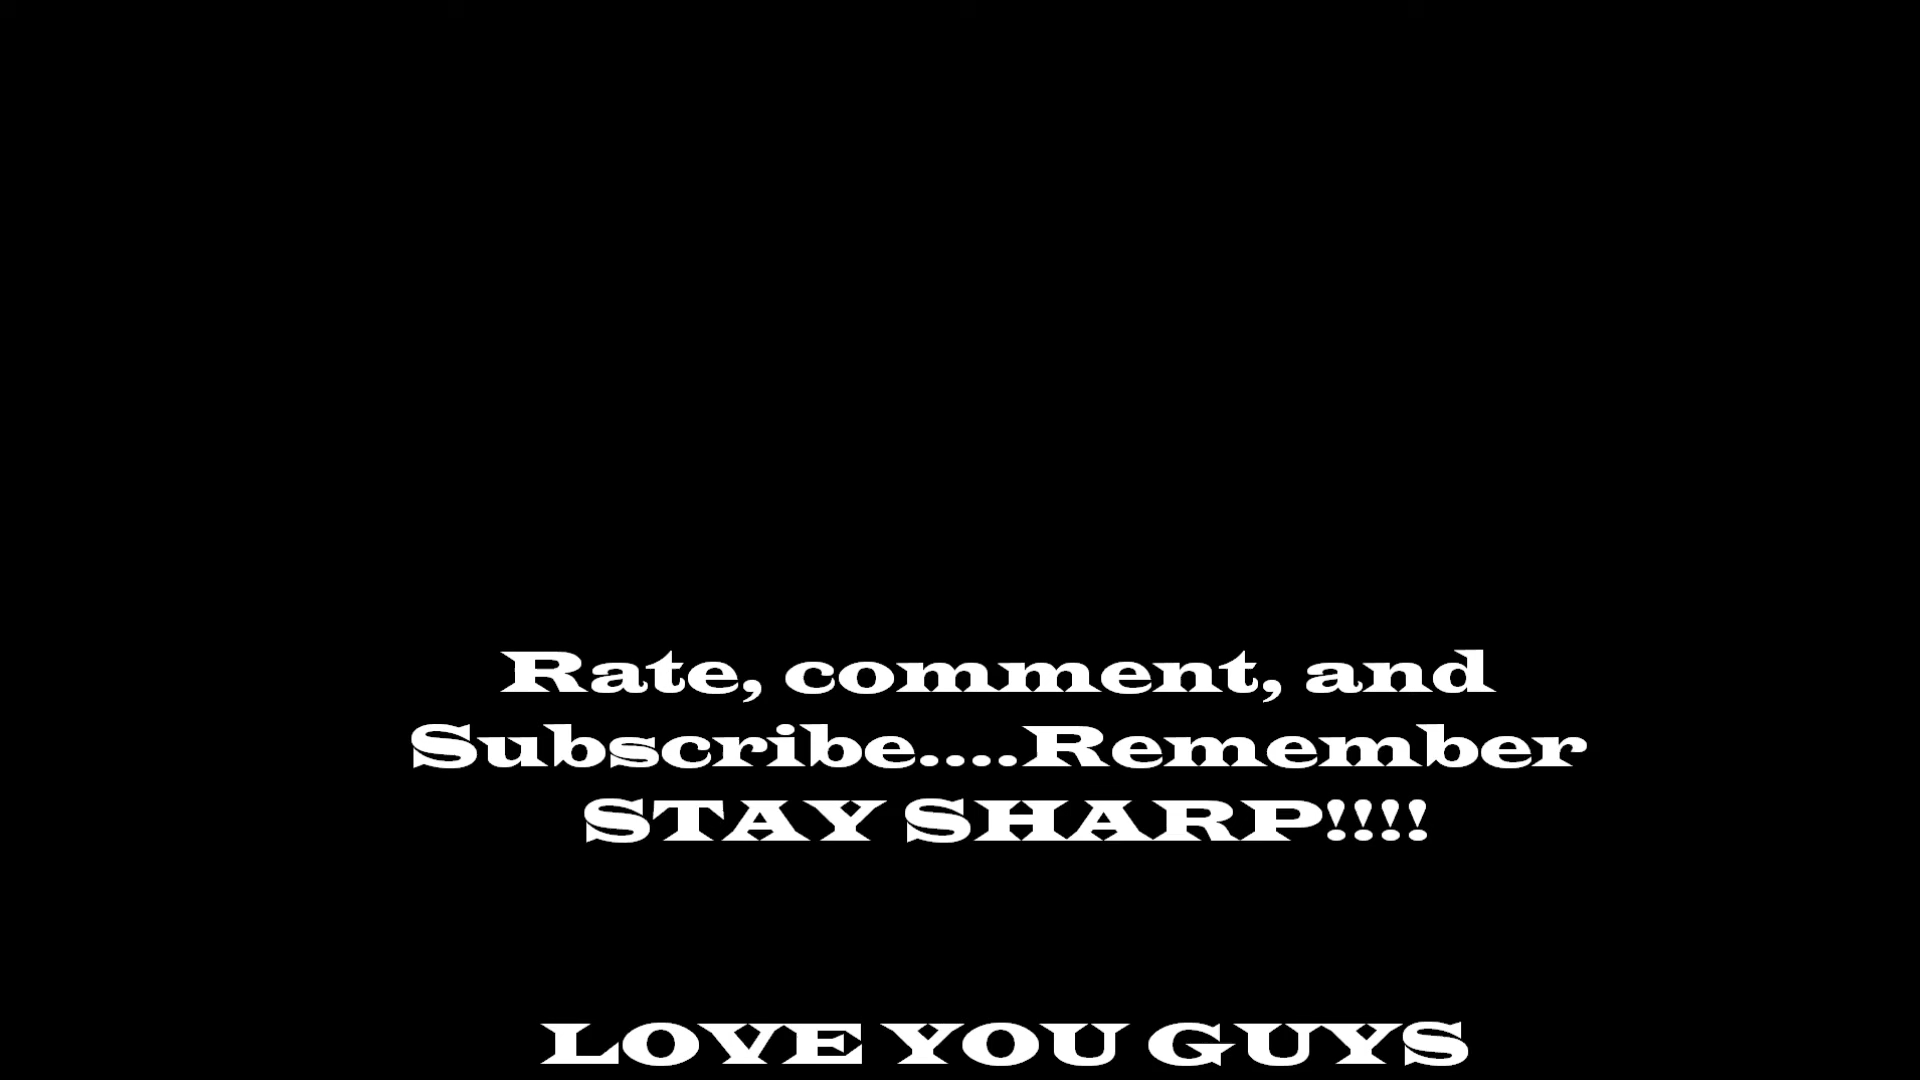 Rate, comment, and
Subscribe....Remember
STAY SHARP!!!!
LOVE YOU GUYS